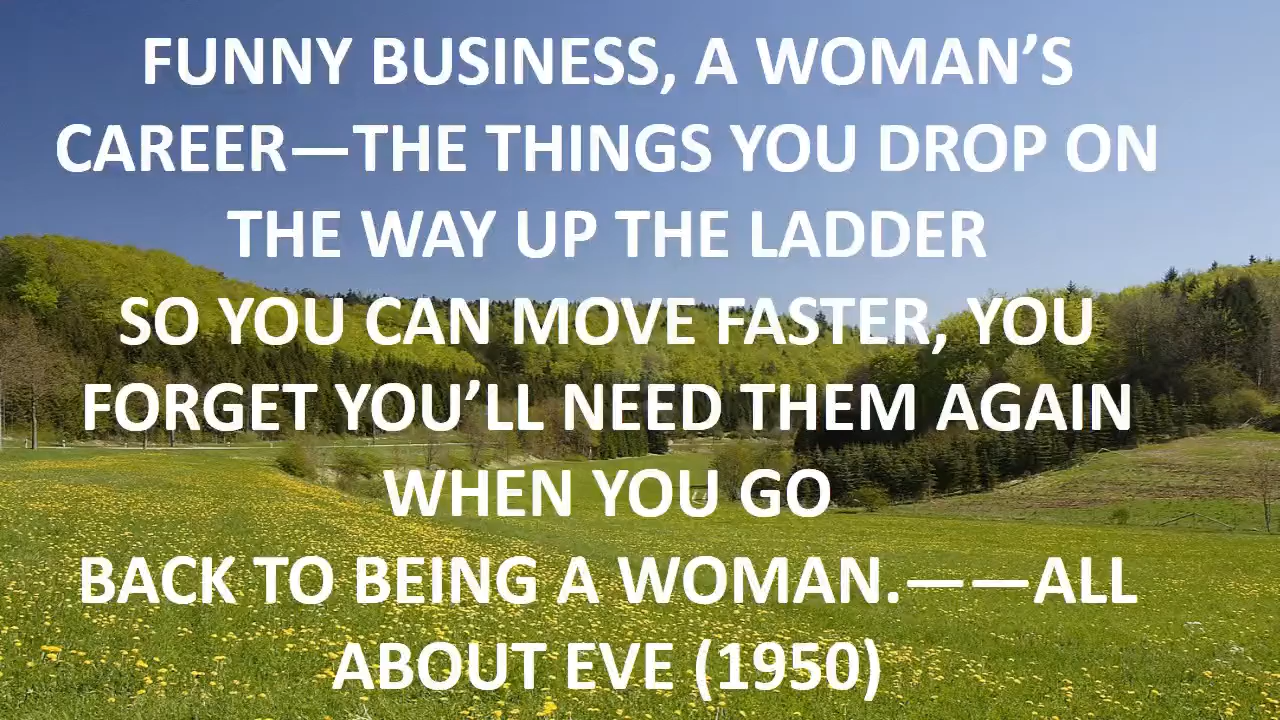 FUNNY BUSINESS, A WOMAN’S
CAREER—THE THINGS YOU DROP ON
THE WAY UP THE LADDER
SO YOU CAN MOVE FASTER, YOU
FORGET YOU’LL NEED THEM AGAIN
WHEN YOU GO
BACK TO BEING A WOMAN.——ALL
ABOUT EVE (1950)